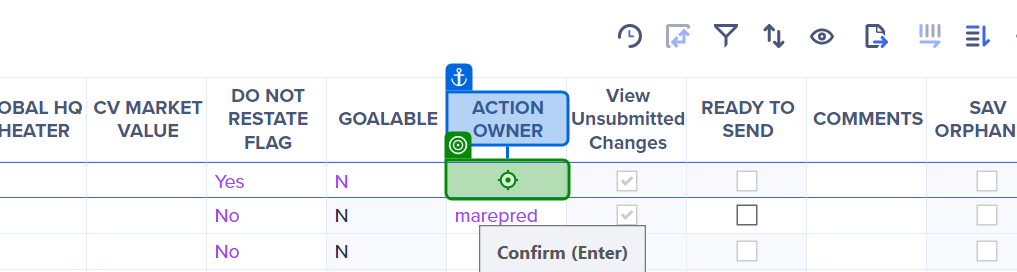 OBAL HQ
HEATER
CV MARKET
VALUE
DO NOT
RESTATE
FLAG
GOALABLE
ACTION
OWNER
View
Unsubmitted
Changes
READY TO
SEND
COMMENTS
SAV
ORPHAN
Yes N
No N marepred
No N
Confirm (Enter)